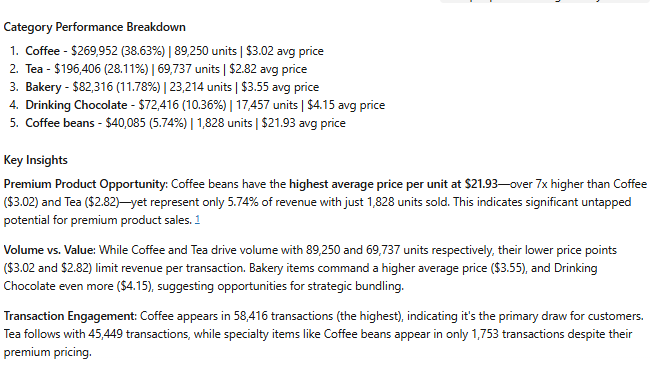 Category Performance Breakdown
1. Coffee - $269,952 (38.63%) | 89,250 units | $3.02 avg price
2. Tea - $196,406 (28.11%) | 69,737 units | $2.82 avg price
3. Bakery - $82,316 (11.78%) | 23,214 units | $3.55 avg price
4. Drinking Chocolate - $72,416 (10.36%) | 17,457 units | $4.15 avg price
5. Coffee beans - $40,085 (5.74%) | 1,828 units | $21.93 avg price
Key Insights
Premium Product Opportunity: Coffee beans have the highest average price per unit at $21.93—over 7x higher than Coffee
($3.02) and Tea ($2.82)—yet represent only 5.74% of revenue with just 1,828 units sold. This indicates significant untapped
potential for premium product sales. 1
Volume vs. Value: While Coffee and Tea drive volume with 89,250 and 69,737 units respectively, their lower price points
($3.02 and $2.82) limit revenue per transaction. Bakery items command a higher average price ($3.55), and Drinking
Chocolate even more ($4.15), suggesting opportunities for strategic bundling.
Transaction Engagement: Coffee appears in 58,416 transactions (the highest), indicating it's the primary draw for customers.
Tea follows with 45,449 transactions, while specialty items like Coffee beans appear in only 1,753 transactions despite their
premium pricing.